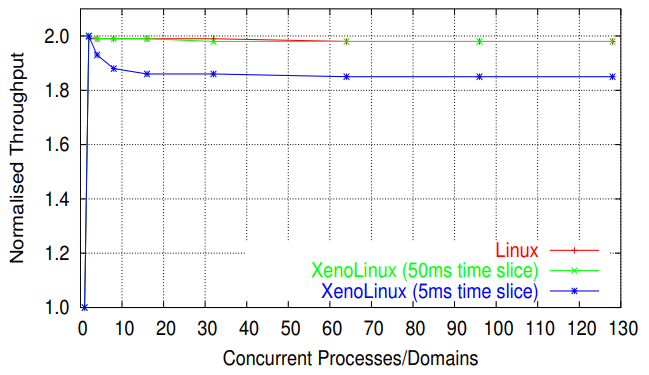 Normalised Throughput
2.0
1.8
1.6
1.4
1.2
1.0
Linux
XenoLinux (50ms time slice)
XenoLinux (5ms time slice)
0 10 20 30 40 50 60 70 80 90 100 110 120 130
Concurrent Processes/Domains